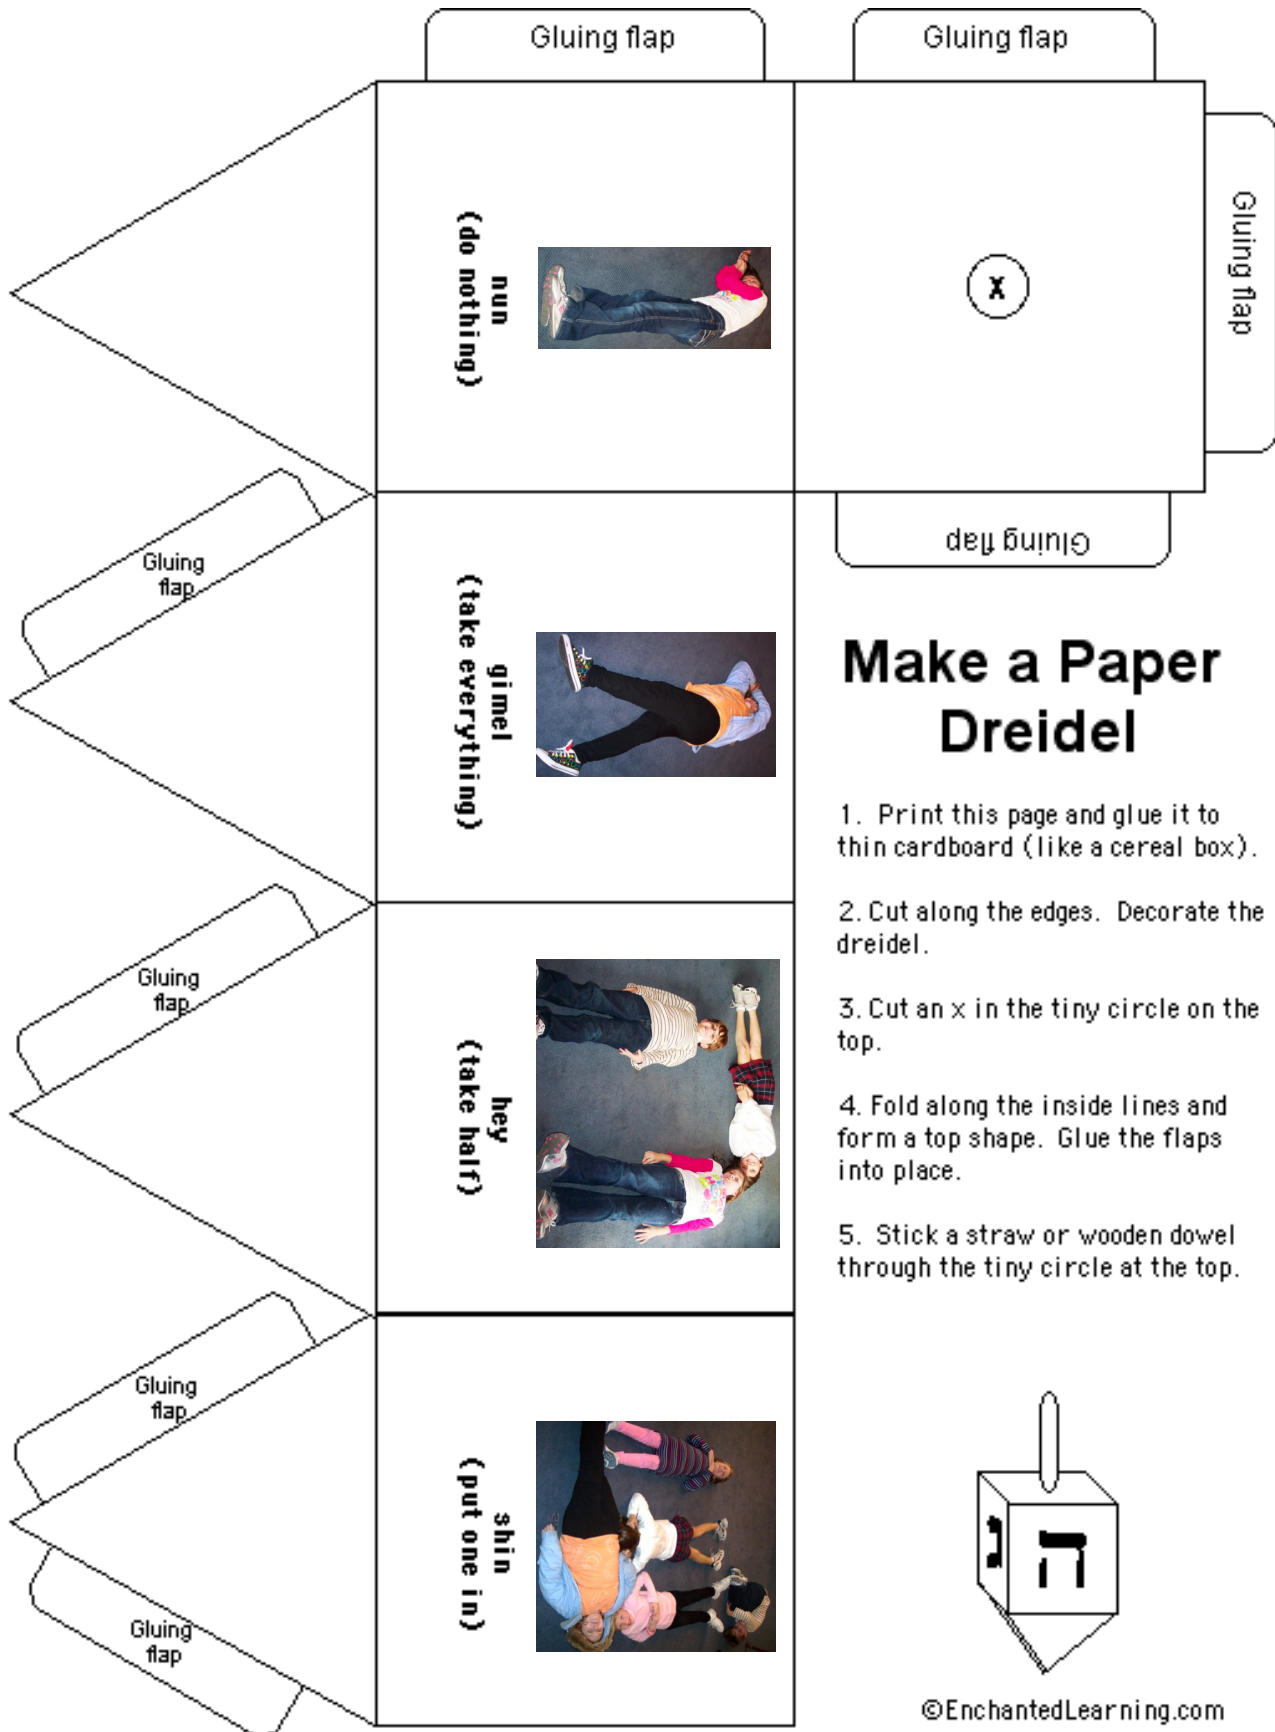 Gluing flap
Gluing flap
Gluing flap
nun
(do nothing)
X
Gluing flap
Gluing
flap
gimel
(take everything)
Make a Paper
Dreidel
1. Print this page and glue it to
thin cardboard (like a cereal box).
2. Cut along the edges. Decorate the
dreidel.
3. Cut an x in the tiny circle on the
top.
4. Fold along the inside lines and
form a top shape. Glue the flaps
into place.
5. Stick a straw or wooden dowel
through the tiny circle at the top.
Gluing
flap
hey
(take half)
Gluing
flap
shin
(put one in)
Gluing
flap
נ
ה
©EnchantedLearning.com